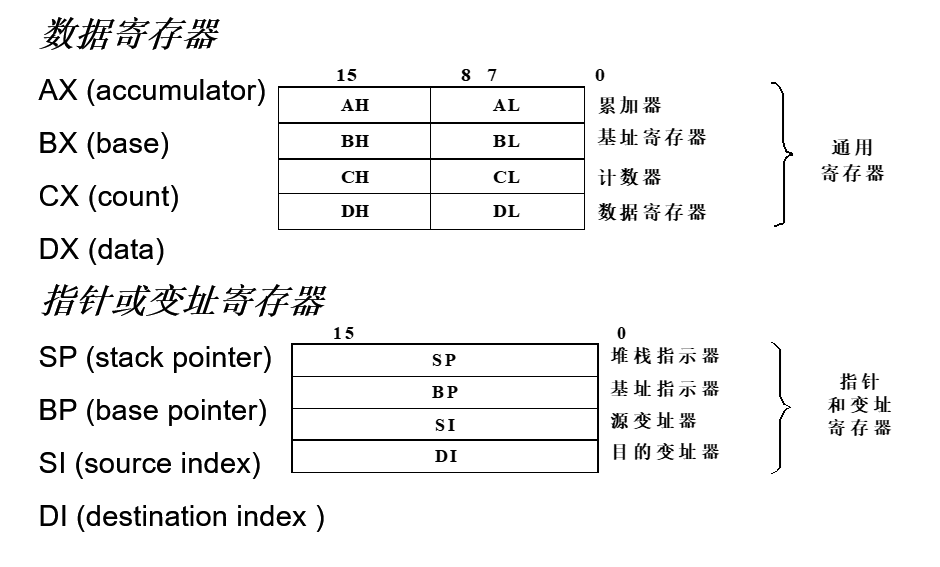 数据寄存器
AX (accumulator)
BX (base)
CX (count)
DX (data)
15 8 7 0
AH AL 累加器
BH BL 基址寄存器
CH CL 计数器
DH DL 数据寄存器
通用
寄存器
指针或变址寄存器
SP (stack pointer)
BP (base pointer)
SI (source index)
DI (destination index )
15 0
SP 堆栈指示器
BP 基址指示器
SI 源变址器
DI 目的变址器
指针
和变址
寄存器